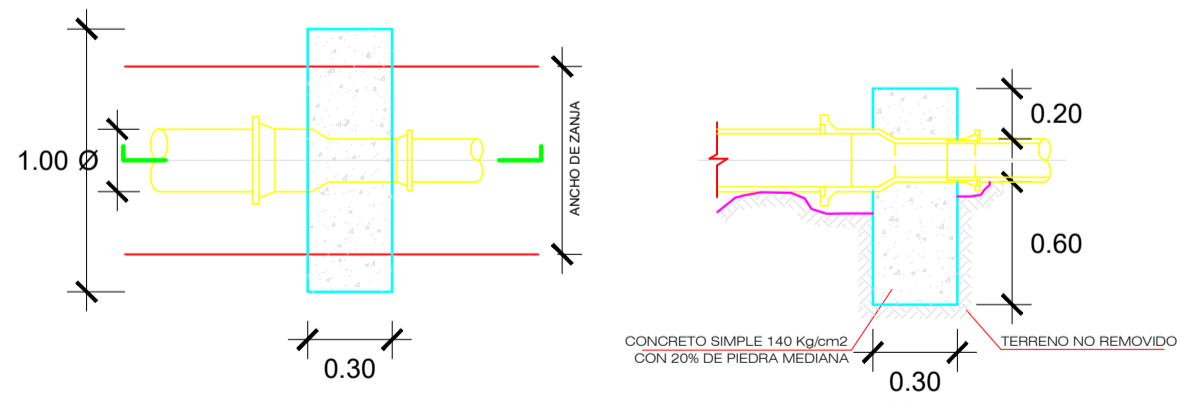 1.00 Ø
ANCHO DE ZANJA
0.30
0.20
0.60
CONCRETO SIMPLE 140 Kg/cm2
CON 20% DE PIEDRA MEDIANA
TERRENO NO REMOVIDO
0.30